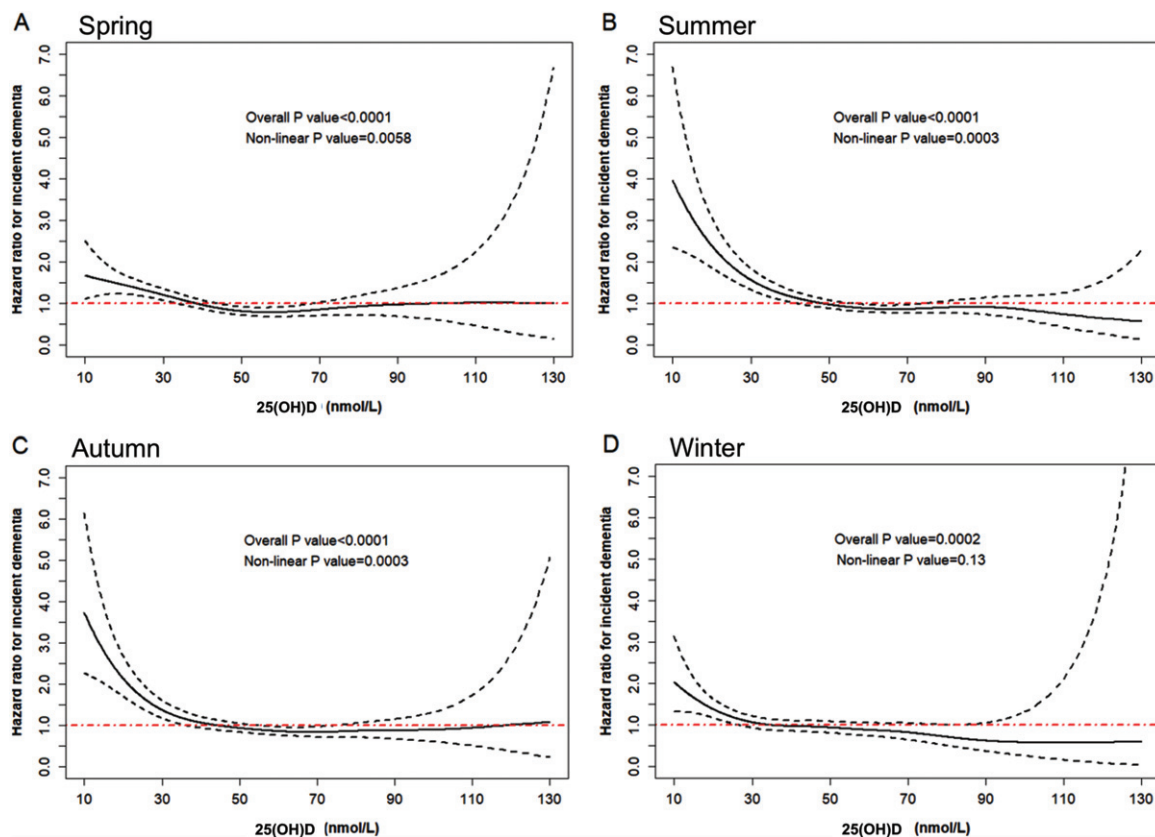 A Spring
7.0
6.0
5.0
4.0
3.0
2.0
1.0
0.0
Hazard ratio for incident dementia
Overall P value<0.0001
Non-linear P value=0.0058
10 30 50 70 90 110 130
25(OH)D (nmol/L)
B Summer
7.0
6.0
5.0
4.0
3.0
2.0
1.0
0.0
Hazard ratio for incident dementia
Overall P value<0.0001
Non-linear P value=0.0003
10 30 50 70 90 110 130
25(OH)D (nmol/L)
C Autumn
7.0
6.0
5.0
4.0
3.0
2.0
1.0
0.0
Hazard ratio for incident dementia
Overall P value<0.0001
Non-linear P value=0.0003
10 30 50 70 90 110 130
25(OH)D (nmol/L)
D Winter
7.0
6.0
5.0
4.0
3.0
2.0
1.0
0.0
Hazard ratio for incident dementia
Overall P value=0.0002
Non-linear P value=0.13
10 30 50 70 90 110 130
25(OH)D (nmol/L)